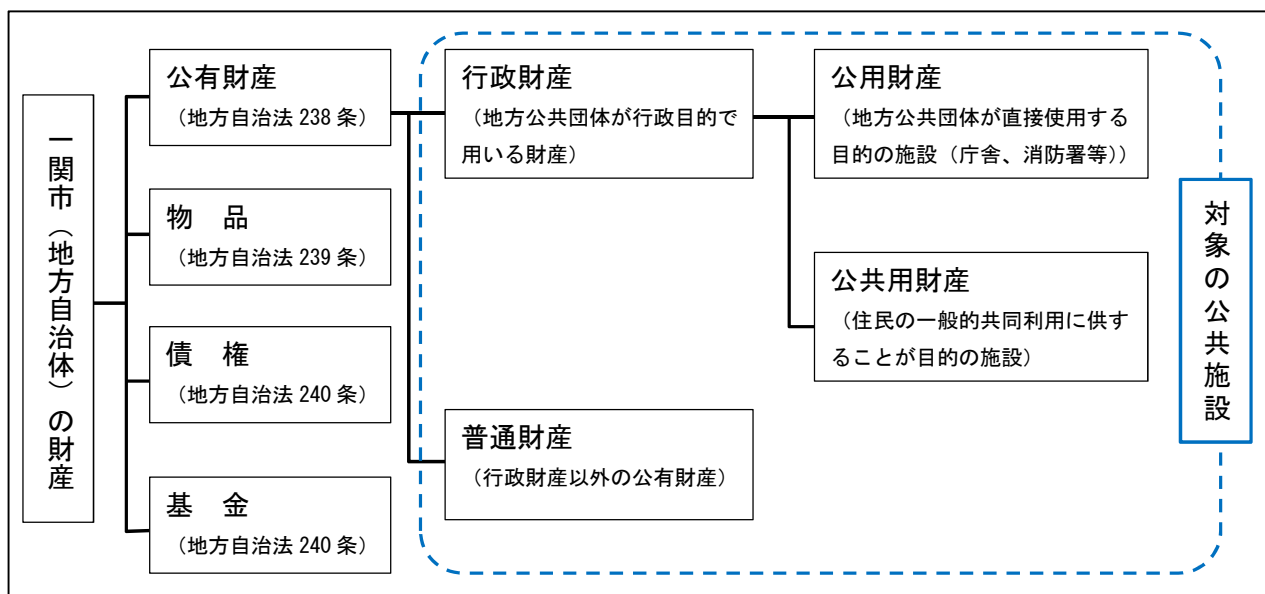 一関市（地方自治体）の財産
公有財産
（地方自治法 238 条）
物　品
（地方自治法 239 条）
債　権
（地方自治法 240 条）
基　金
（地方自治法 240 条）
行政財産
（地方公共団体が行政目的で
用いる財産）
普通財産
（行政財産以外の公有財産）
公用財産
（地方公共団体が直接使用する
目的の施設（庁舎、消防署等））
公共用財産
（住民の一般的共同利用に供す
ることが目的の施設）
対象の公共施設